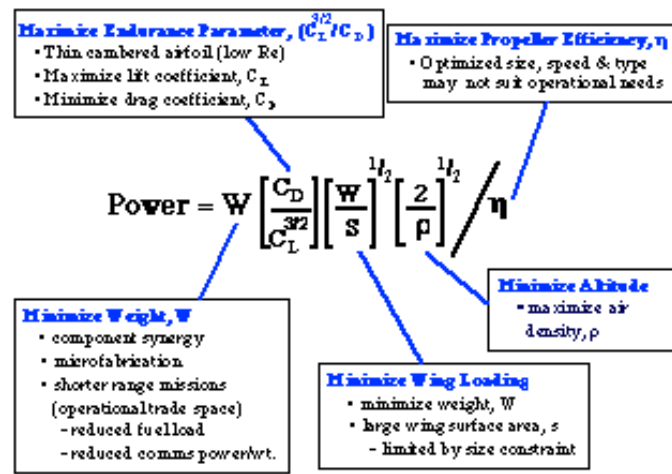 Maximize Endurance Parameter, (C_L^3/2/C_D)
• Thin cambered airfoil (low Re)
• Maximize lift coefficient, C_L
• Minimize drag coefficient, C_D
Maximize Propeller Efficiency, η
• Optimized size, speed & type
may not suit operational needs
Power = W [C_D/C_L^3/2] [W/S]^1/2 [2/ρ]^1/2 / η
Minimize Weight, W
• component synergy
• microfabrication
• shorter range missions
(operational trade space)
- reduced fuel load
- reduced comms power/wt.
Minimize Wing Loading
• minimize weight, W
• large wing surface area, s
- limited by size constraint
Minimize Altitude
• maximize air
density, ρ